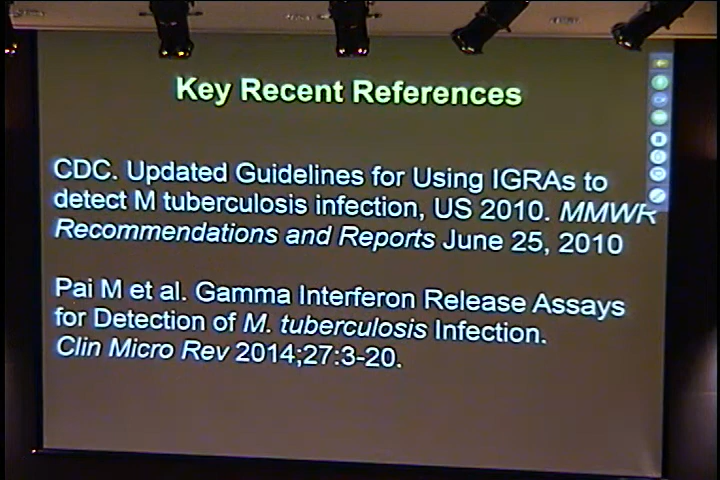 Key Recent References
CDC. Updated Guidelines for Using IGRAs to
detect M tuberculosis infection, US 2010. MMWR
Recommendations and Reports June 25, 2010
Pai M et al. Gamma Interferon Release Assays
for Detection of M. tuberculosis Infection.
Clin Micro Rev 2014;27:3-20.